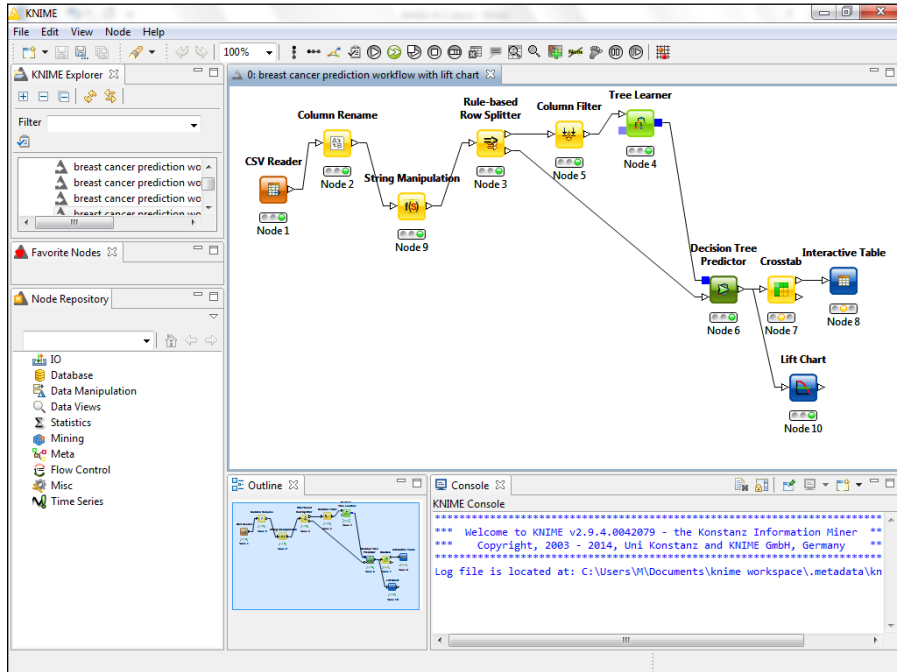 KNIME
File Edit View Node Help
100%
KNIME Explorer
0: breast cancer prediction workflow with lift chart
Filter
breast cancer prediction wo
breast cancer prediction wo
breast cancer prediction wo
breast cancer prediction wo
Favorite Nodes
Node Repository
IO
Database
Data Manipulation
Data Views
Statistics
Mining
Meta
Flow Control
Misc
Time Series
CSV Reader
Node 1
Column Rename
Node 2
String Manipulation
f(s)
Node 9
Rule-based
Row Splitter
Node 3
Column Filter
Node 5
Tree Learner
Node 4
Decision Tree
Predictor
Node 6
Crosstab
Node 7
Interactive Table
Node 8
Lift Chart
Node 10
Outline
Console
KNIME Console
***************************************************************************
*** Welcome to KNIME v2.9.4.0042079 - the Konstanz Information Miner **
*** Copyright, 2003 - 2014, Uni Konstanz and KNIME GmbH, Germany **
***************************************************************************
Log file is located at: C:\Users\M\Documents\knime workspace\.metadata\kn